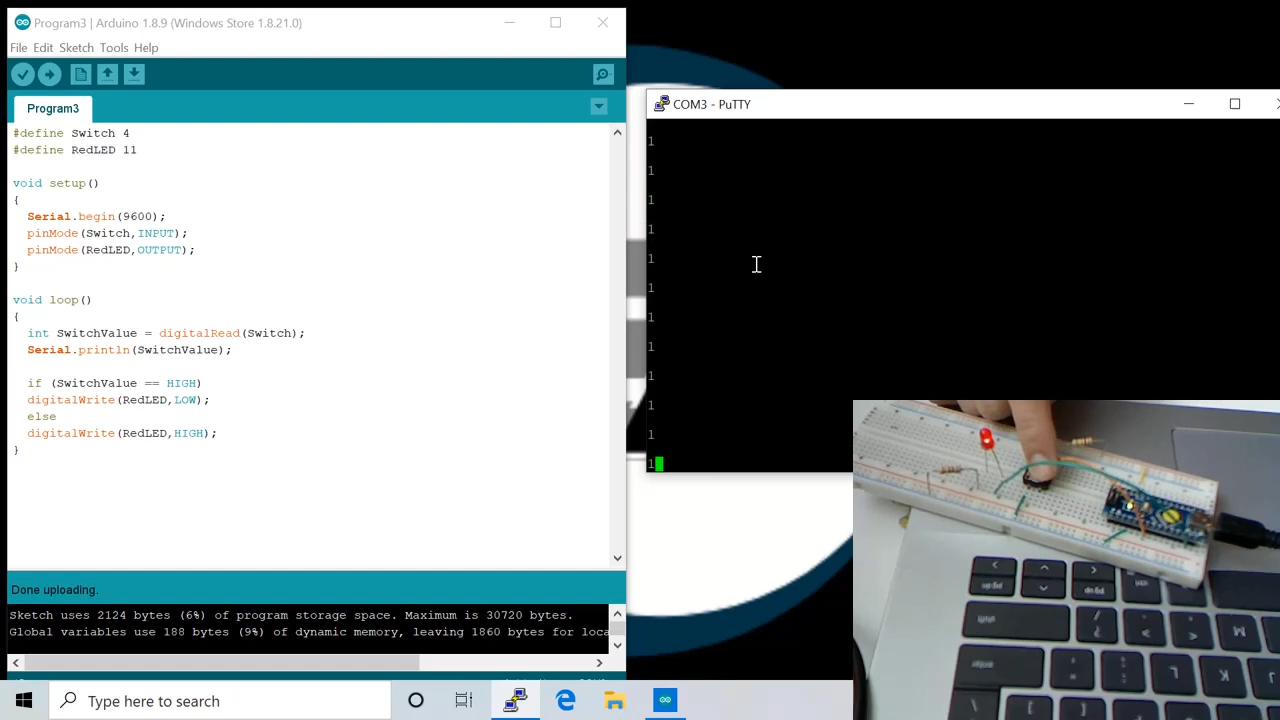 Program3 | Arduino 1.8.9 (Windows Store 1.8.21.0)
File Edit Sketch Tools Help
Program3
#define Switch 4
#define RedLED 11
void setup()
{
Serial.begin(9600);
pinMode(Switch,INPUT);
pinMode(RedLED,OUTPUT);
}
void loop()
{
int SwitchValue = digitalRead(Switch);
Serial.println(SwitchValue);
if (SwitchValue == HIGH)
digitalWrite(RedLED,LOW);
else
digitalWrite(RedLED,HIGH);
}
Done uploading.
Sketch uses 2124 bytes (6%) of program storage space. Maximum is 30720 bytes.
Global variables use 188 bytes (9%) of dynamic memory, leaving 1860 bytes for loca
COM3 - PuTTY
1
1
1
1
1
1
1
1
1
1
1
1
Type here to search